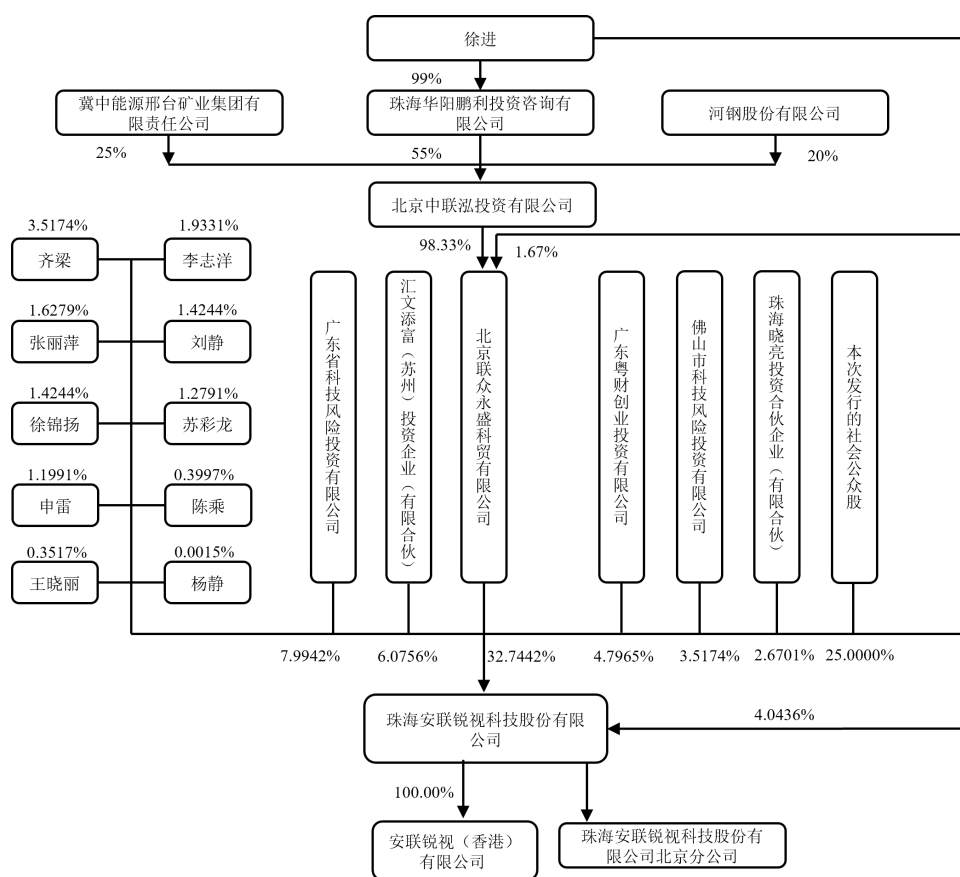 徐进
99%
冀中能源邢台矿业集团有
限责任公司
珠海华阳鹏利投资咨询有
限公司
河钢股份有限公司
25%
55%
20%
北京中联泓投资有限公司
98.33%
1.67%
3.5174%
1.9331%
齐梁
李志洋
1.6279%
1.4244%
张丽萍
刘静
1.4244%
1.2791%
徐锦扬
苏彩龙
1.1991%
0.3997%
申雷
陈乘
0.3517%
0.0015%
王晓丽
杨静
广东省科技风险投资有限公司
汇文添富（苏州）投资企业（有限合伙）
北京联众永盛科贸有限公司
广东粤财创业投资有限公司
佛山市科技风险投资有限公司
珠海晓亮投资合伙企业（有限合伙）
本次发行的社会公众股
7.9942%
6.0756%
32.7442%
4.7965%
3.5174%
2.6701%
25.0000%
珠海安联锐视科技股份有限
公司
4.0436%
100.00%
安联锐视（香港）
有限公司
珠海安联锐视科技股份有
限公司北京分公司